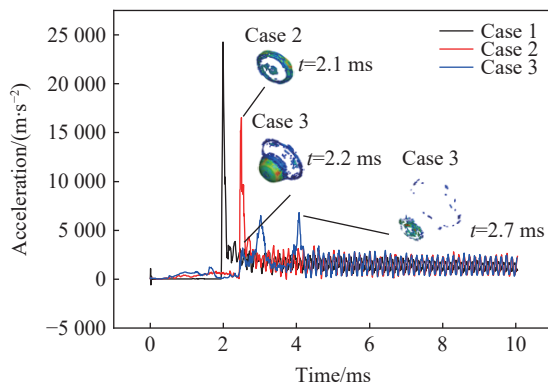 25 000
20 000
15 000
10 000
5 000
0
−5 000
Acceleration/(m·s−2)
0
2
4
6
8
10
Time/ms
Case 1
Case 2
Case 3
Case 2
t=2.1 ms
Case 3
t=2.2 ms
Case 3
t=2.7 ms